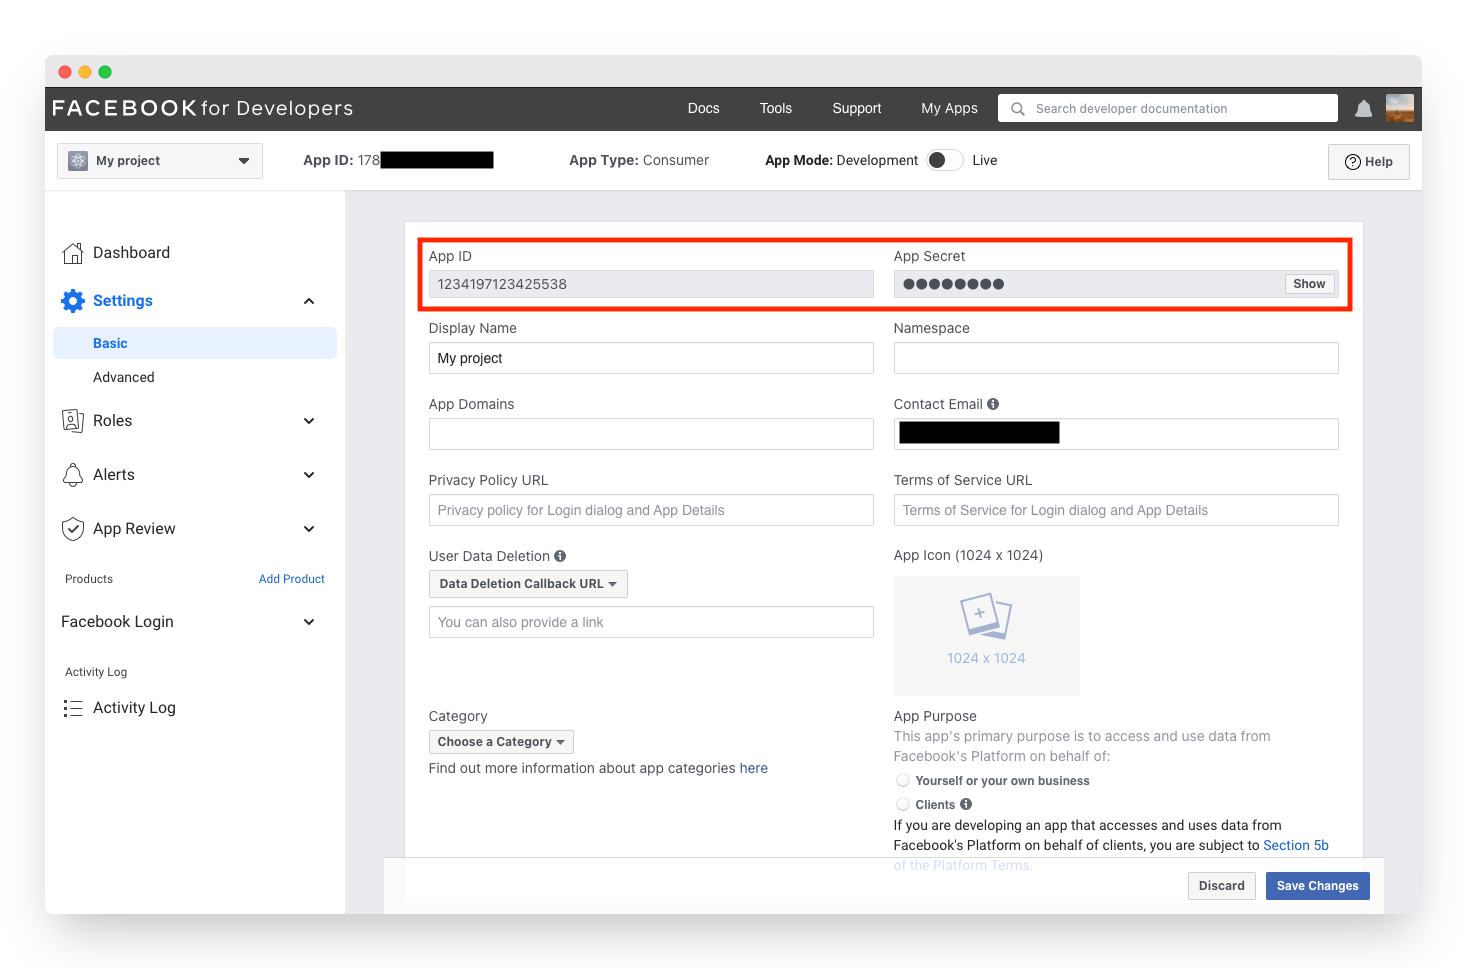 FACEBOOK for Developers
Docs
Tools
Support
My Apps
Search developer documentation
My project
App ID: 178
App Type: Consumer
App Mode: Development
Live
Help
Dashboard
Settings
Basic
Advanced
Roles
Alerts
App Review
Products
Add Product
Facebook Login
Activity Log
Activity Log
App ID
1234197123425538
App Secret
●●●●●●●●
Show
Display Name
My project
Namespace
App Domains
Contact Email
Privacy Policy URL
Privacy policy for Login dialog and App Details
Terms of Service URL
Terms of Service for Login dialog and App Details
User Data Deletion
Data Deletion Callback URL
You can also provide a link
App Icon (1024 x 1024)
1024 x 1024
Category
Choose a Category
Find out more information about app categories here
App Purpose
This app's primary purpose is to access and use data from
Facebook's Platform on behalf of:
Yourself or your own business
Clients
If you are developing an app that accesses and uses data from
Facebook's Platform on behalf of clients, you are subject to Section 5b
of the Platform Terms.
Discard
Save Changes